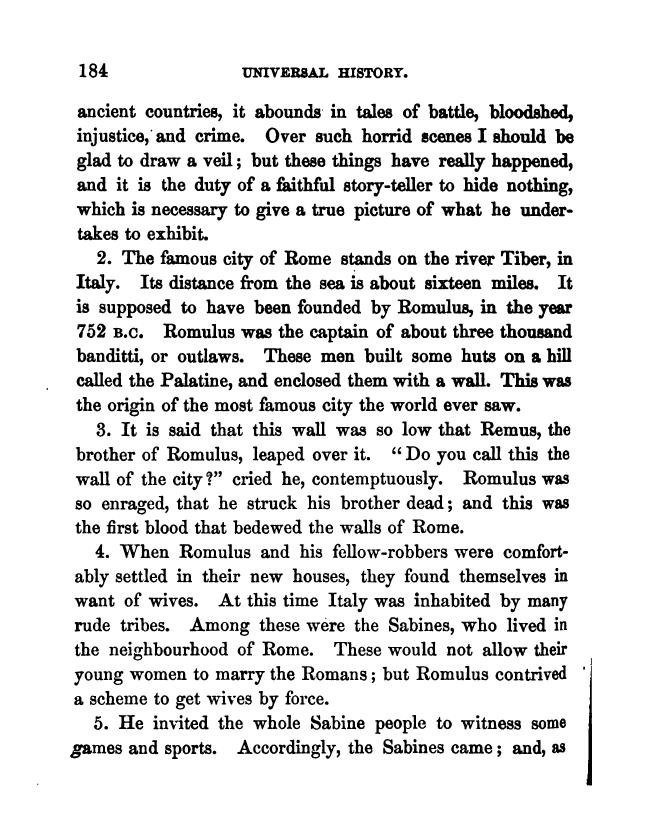 184 UNIVERSAL HISTORY.
ancient countries, it abounds in tales of battle, bloodshed,
injustice, and crime. Over such horrid scenes I should be
glad to draw a veil; but these things have really happened,
and it is the duty of a faithful story-teller to hide nothing,
which is necessary to give a true picture of what he under-
takes to exhibit.
2. The famous city of Rome stands on the river Tiber, in
Italy. Its distance from the sea is about sixteen miles. It
is supposed to have been founded by Romulus, in the year
752 B.C. Romulus was the captain of about three thousand
banditti, or outlaws. These men built some huts on a hill
called the Palatine, and enclosed them with a wall. This was
the origin of the most famous city the world ever saw.
3. It is said that this wall was so low that Remus, the
brother of Romulus, leaped over it. “Do you call this the
wall of the city?” cried he, contemptuously. Romulus was
so enraged, that he struck his brother dead; and this was
the first blood that bedewed the walls of Rome.
4. When Romulus and his fellow-robbers were comfort-
ably settled in their new houses, they found themselves in
want of wives. At this time Italy was inhabited by many
rude tribes. Among these were the Sabines, who lived in
the neighbourhood of Rome. These would not allow their
young women to marry the Romans; but Romulus contrived
a scheme to get wives by force.
5. He invited the whole Sabine people to witness some
games and sports. Accordingly, the Sabines came; and, as